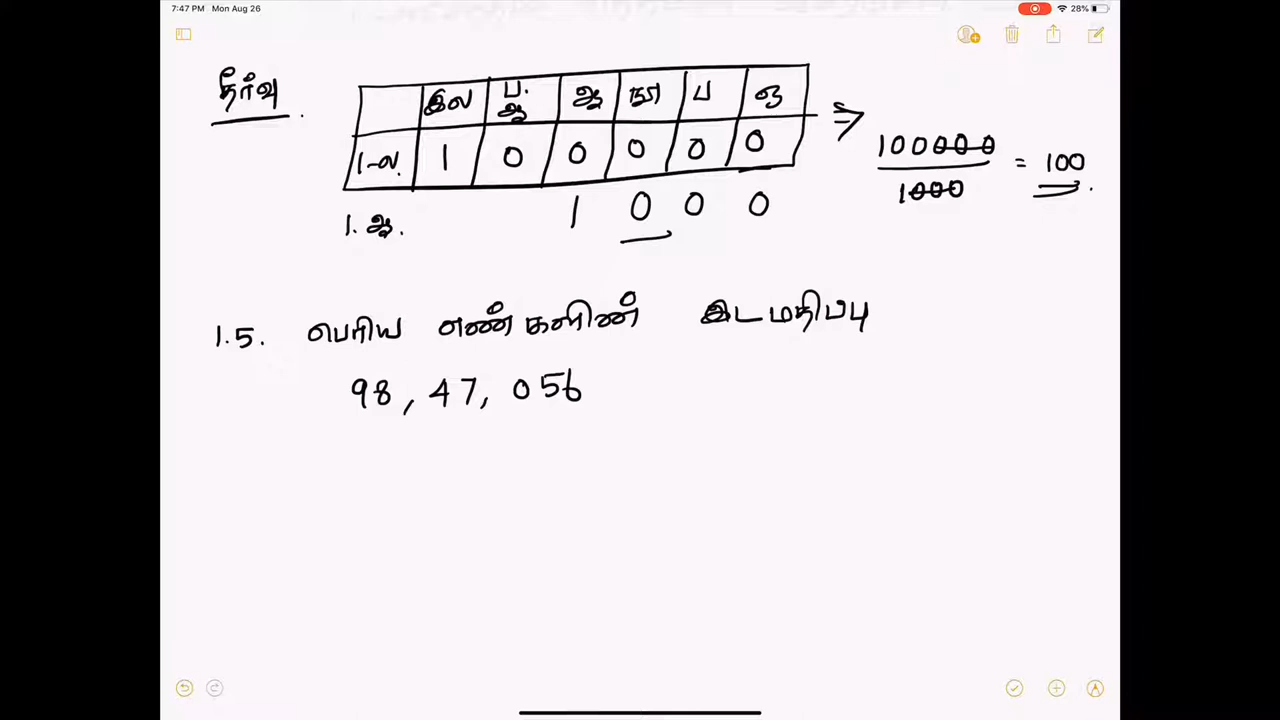 7:47 PM Mon Aug 26 28%
தீர்வு
இல ப.ஆ ஆ நூ ப ஒ
1-ல. 1 0 0 0 0 0 ⇒ 100000/1000 = 100
1.ஆ. 1 0 0 0
1.5. பெரிய எண்களின் இடமதிப்பு
98, 47, 056